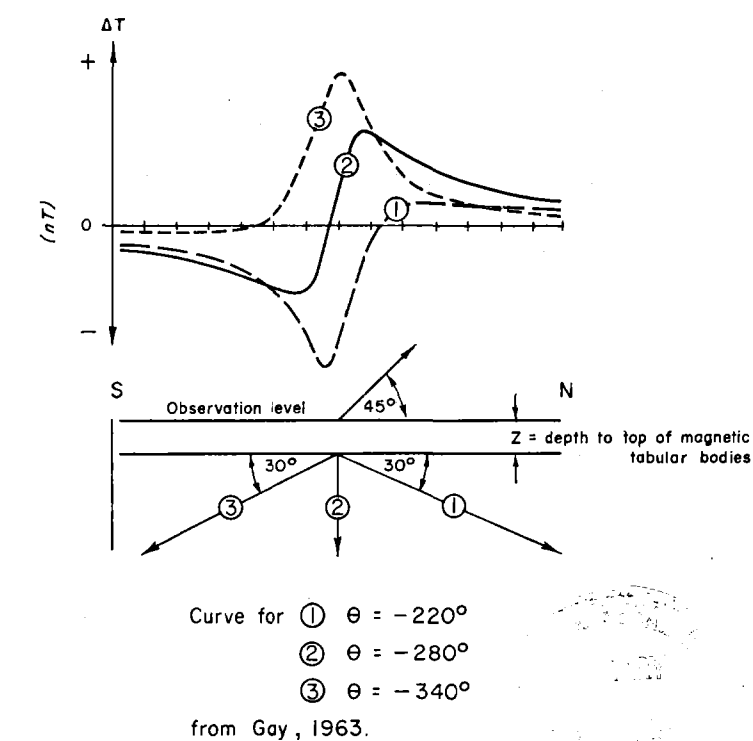 ΔT
+
③
②
①
0
(nT)
−
S
N
Observation level
45°
Z = depth to top of magnetic
tabular bodies
30°
30°
③
②
①
Curve for ① θ = −220°
② θ = −280°
③ θ = −340°
from Gay, 1963.